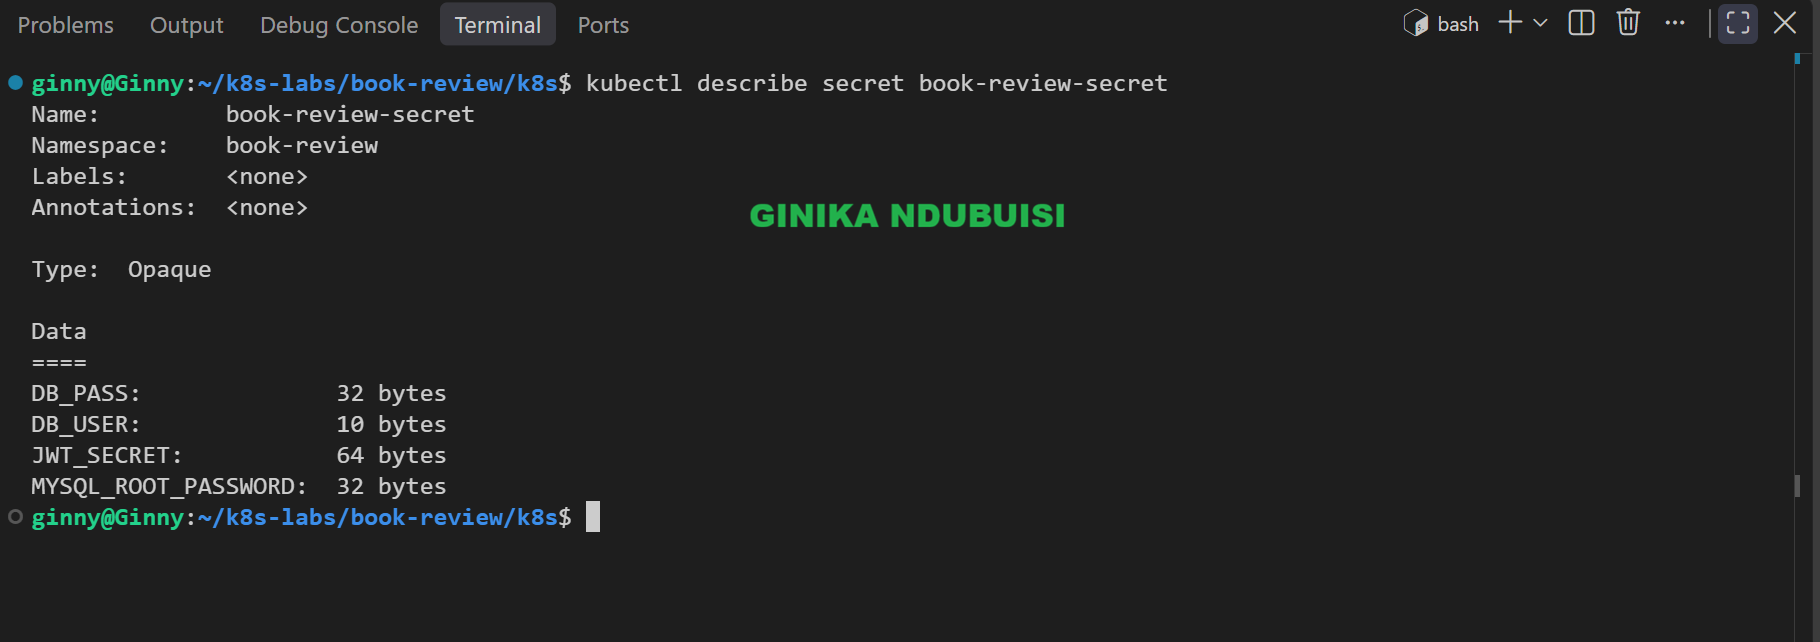 Problems Output Debug Console Terminal Ports bash
ginny@Ginny:~/k8s-labs/book-review/k8s$ kubectl describe secret book-review-secret
Name: book-review-secret
Namespace: book-review
Labels: <none>
Annotations: <none>
GINIKA NDUBUISI
Type: Opaque
Data
====
DB_PASS: 32 bytes
DB_USER: 10 bytes
JWT_SECRET: 64 bytes
MYSQL_ROOT_PASSWORD: 32 bytes
ginny@Ginny:~/k8s-labs/book-review/k8s$